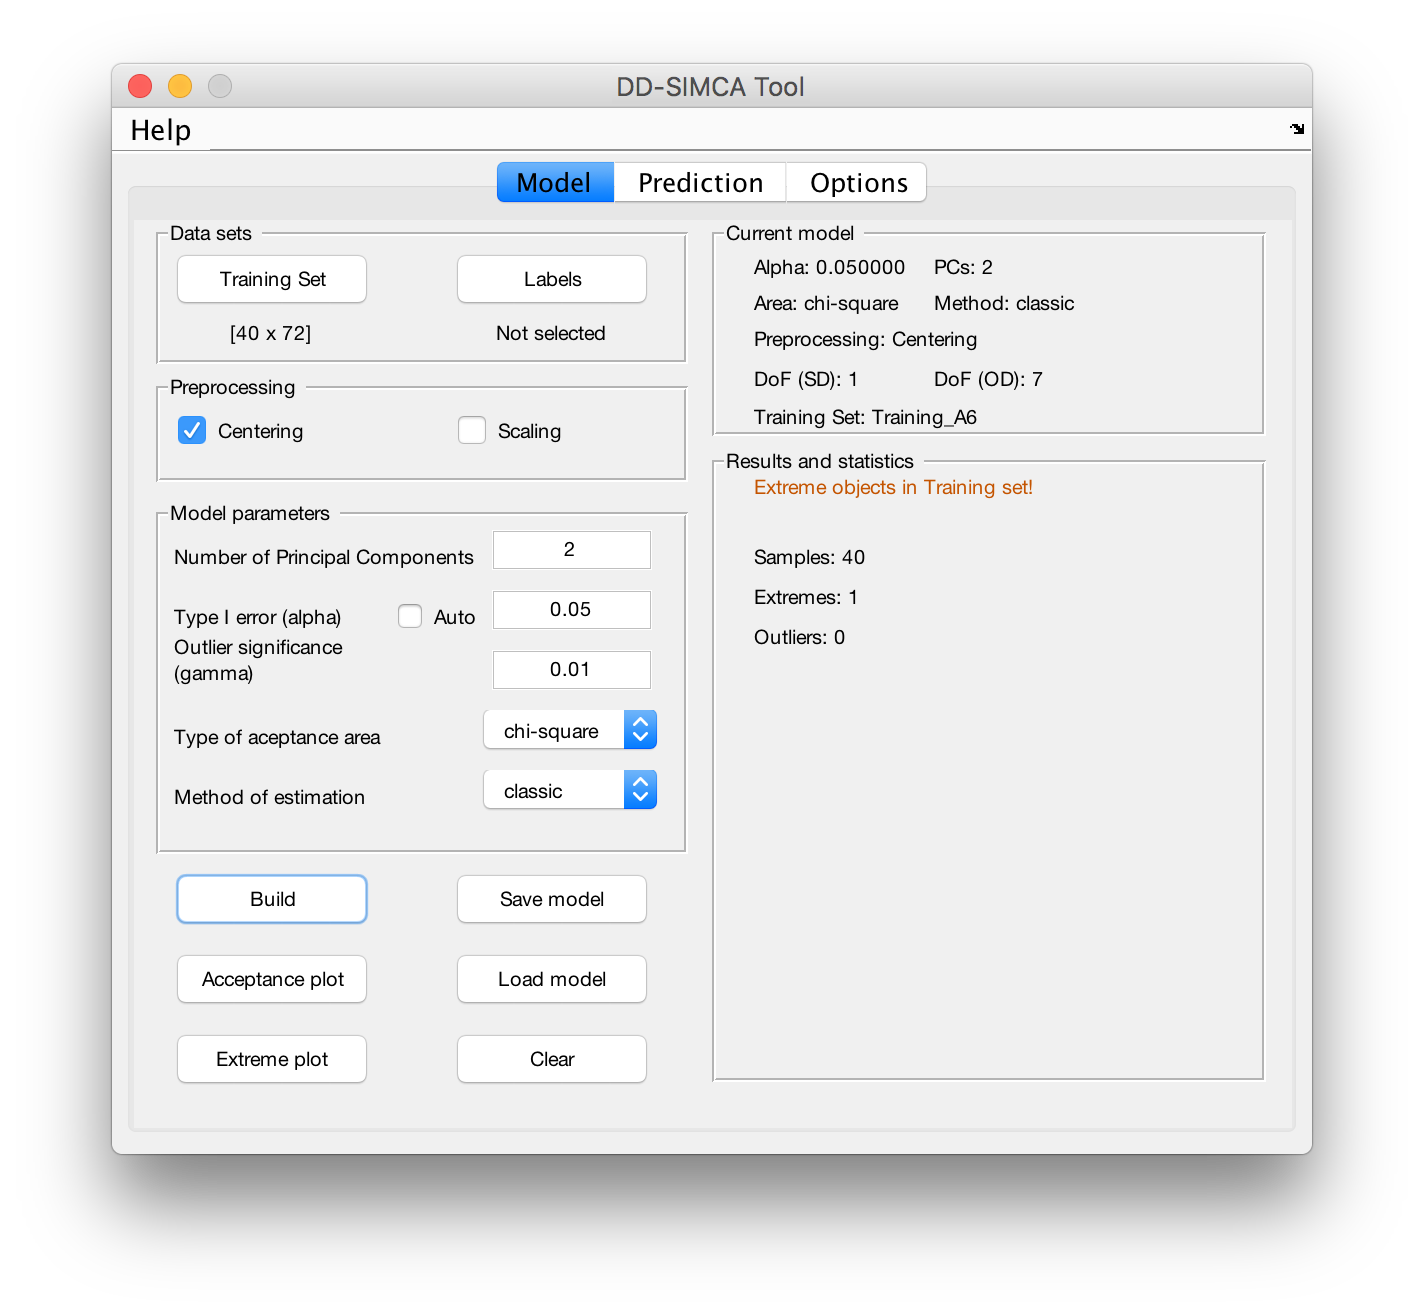 DD-SIMCA Tool
Help
Model Prediction Options
Data sets
Training Set Labels
[40 x 72] Not selected
Preprocessing
Centering Scaling
Model parameters
Number of Principal Components 2
Type I error (alpha) Auto 0.05
Outlier significance
(gamma) 0.01
Type of aceptance area chi-square
Method of estimation classic
Build Save model
Acceptance plot Load model
Extreme plot Clear
Current model
Alpha: 0.050000 PCs: 2
Area: chi-square Method: classic
Preprocessing: Centering
DoF (SD): 1 DoF (OD): 7
Training Set: Training_A6
Results and statistics
Extreme objects in Training set!
Samples: 40
Extremes: 1
Outliers: 0